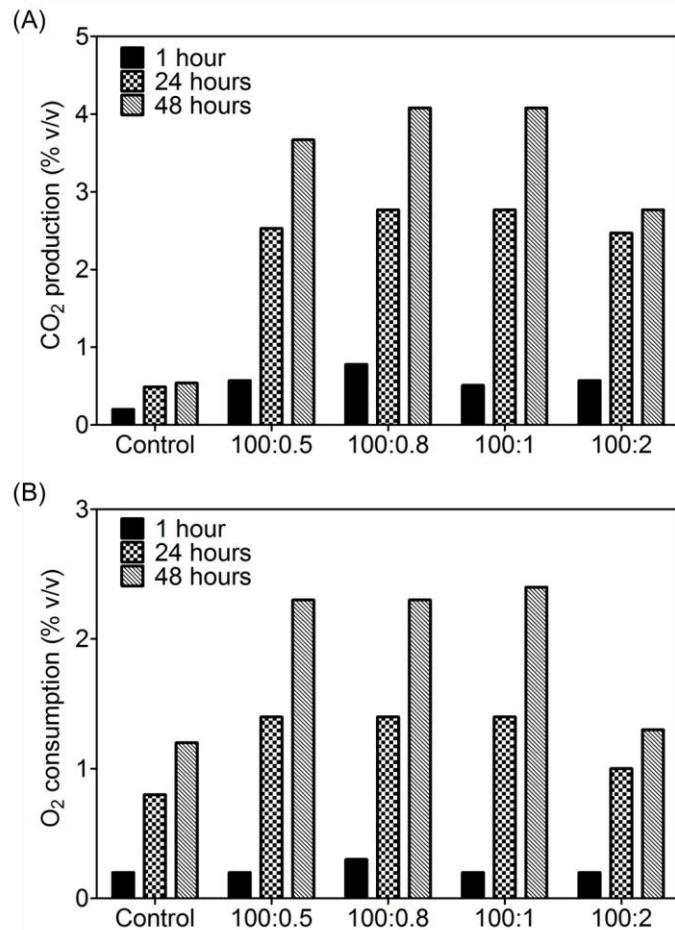 (A)
5
4
3
2
1
0
CO₂ production (% v/v)
1 hour
24 hours
48 hours
Control 100:0.5 100:0.8 100:1 100:2
(B)
3
2
1
0
O₂ consumption (% v/v)
1 hour
24 hours
48 hours
Control 100:0.5 100:0.8 100:1 100:2